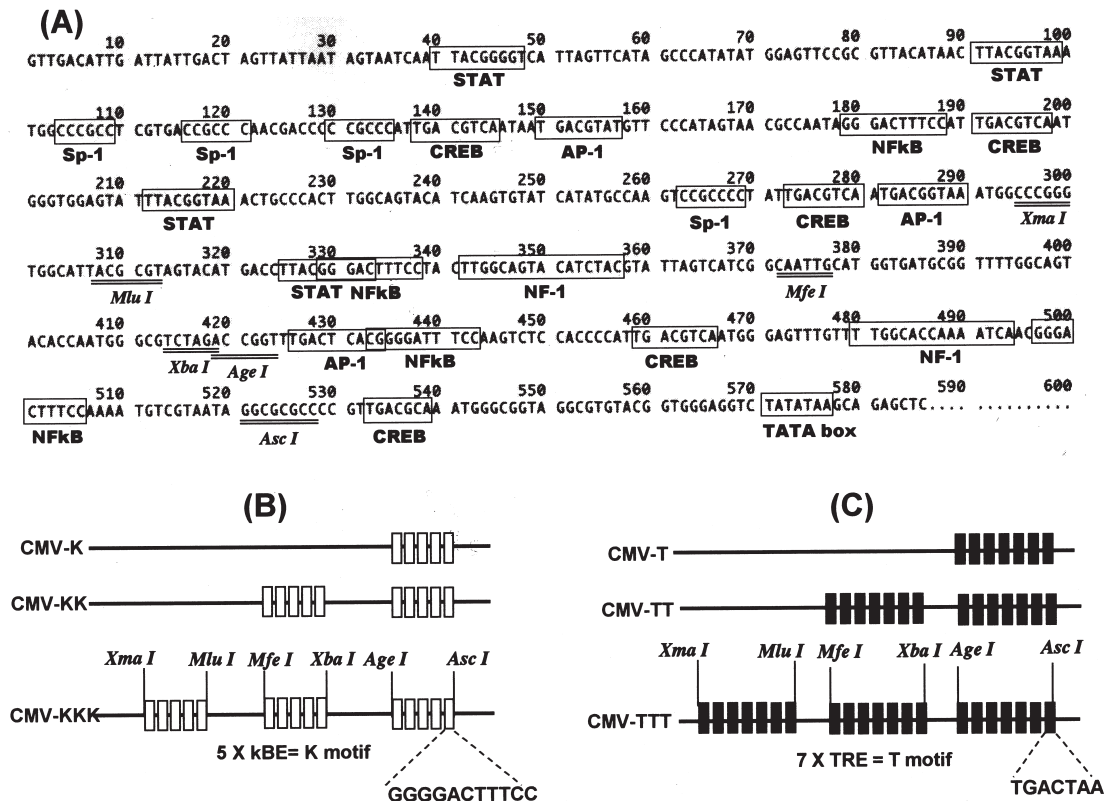 (A)
10 20 30 40 50 60 70 80 90 100
GTTGACATTG ATTATTGACT AGTTATTAAT AGTAATCAAT TACGGGGTCA TTAGTTCATA GCCCATATAT GGAGTTCCGC GTTACATAAC TTACGGTAAA
STAT STAT
110 120 130 140 150 160 170 180 190 200
TGGCCCGCCT CGTGACCGCC CAACGACCCC CGCCCATTGA CGTCAATAAT GACGTATGTT CCCATAGTAA CGCCAATAGG GACTTTCCAT TGACGTCAAT
Sp-1 Sp-1 Sp-1 CREB AP-1 NFkB CREB
210 220 230 240 250 260 270 280 290 300
GGGTGGAGTA TTTACGGTAA ACTGCCCACT TGGCAGTACA TCAAGTGTAT CATATGCCAA GTCCGCCCCT ATTGACGTCA ATGACGGTAA ATGGCCCGGG
STAT Sp-1 CREB AP-1 Xma I
310 320 330 340 350 360 370 380 390 400
TGGCATTACG CGTAGTACAT GACCTTACGG GACTTTCCTA CTTGGCAGTA CATCTACGTA TTAGTCATCGG CAATTGCAT GGTGATGCGG TTTTGGCAGT
Mlu I STAT NFkB NF-1 Mfe I
410 420 430 440 450 460 470 480 490 500
ACACCAATGG GCGTCTAGAC CGGTTTGACT CACGGGGATT TCCAAGTCTC CACCCCATTG ACGTCAATGG GAGTTTGTTT TGGCACCAAA ATCAACGGGA
Xba I Age I AP-1 NFkB CREB NF-1
510 520 530 540 550 560 570 580 590 600
CTTTCCAAAA TGTCGTAATA GGCGCGCCCC GTTGACGCAA ATGGGCGGTA GGCGTGTACG GTGGGAGGTC TATATAAGCA GAGCTC.... ..........
NFkB Asc I CREB TATA box
(B)
CMV-K
CMV-KK
Xma I Mlu I Mfe I Xba I Age I Asc I
CMV-KKK
5 X kBE= K motif
GGGGACTTTCC
(C)
CMV-T
CMV-TT
Xma I Mlu I Mfe I Xba I Age I Asc I
CMV-TTT
7 X TRE = T motif
TGACTAA